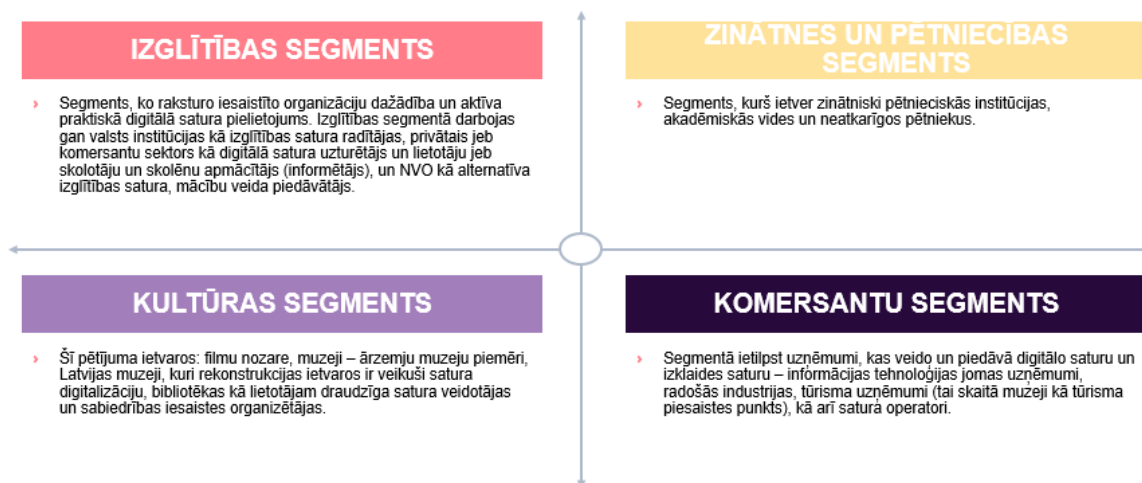 IZGLĪTĪBAS SEGMENTS
› Segments, ko raksturo iesaistīto organizāciju dažādība un aktīva
praktiskā digitālā satura pielietojums. Izglītības segmentā darbojas
gan valsts institūcijas kā izglītības satura radītājas, privātais jeb
komersantu sektors kā digitālā satura uzturētājs un lietotāju jeb
skolotāju un skolēnu apmācītājs (informētājs), un NVO kā alternatīva
izglītības satura, mācību veida piedāvātājs.
ZINĀTNES UN PĒTNIECĪBAS
SEGMENTS
› Segments, kurš ietver zinātniski pētnieciskās institūcijas,
akadēmiskās vides un neatkarīgos pētniekus.
KULTŪRAS SEGMENTS
› Šī pētījuma ietvaros: filmu nozare, muzeji – ārzemju muzeju piemēri,
Latvijas muzeji, kuri rekonstrukcijas ietvaros ir veikuši satura
digitalizāciju, bibliotēkas kā lietotājam draudzīga satura veidotājas
un sabiedrības iesaistes organizētājas.
KOMERSANTU SEGMENTS
› Segmentā ietilpst uzņēmumi, kas veido un piedāvā digitālo saturu un
izklaides saturu – informācijas tehnoloģijas jomas uzņēmumi,
radošās industrijas, tūrisma uzņēmumi (tai skaitā muzeji kā tūrisma
piesaistes punkts), kā arī satura operatori.